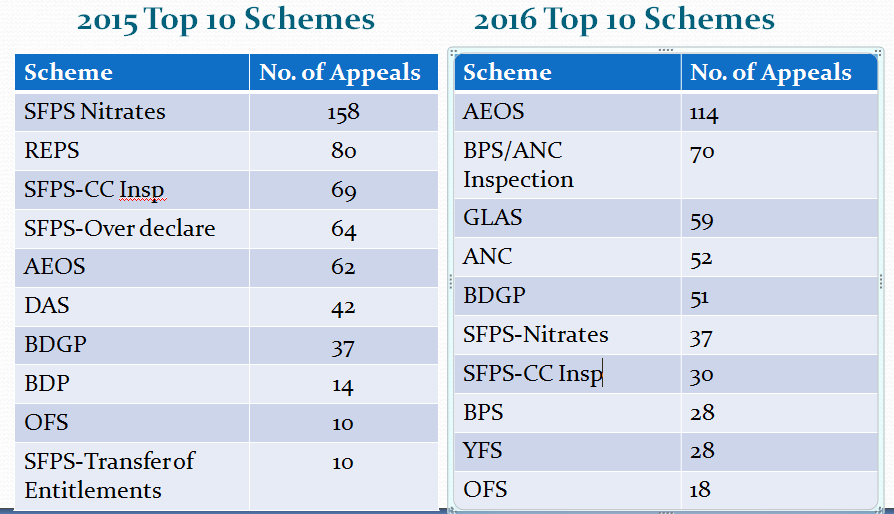 2015 Top 10 Schemes
Scheme No. of Appeals
SFPS Nitrates 158
REPS 80
SFPS-CC Insp 69
SFPS-Over declare 64
AEOS 62
DAS 42
BDGP 37
BDP 14
OFS 10
SFPS-Transfer of 10
Entitlements
2016 Top 10 Schemes
Scheme No. of Appeals
AEOS 114
BPS/ANC 70
Inspection
GLAS 59
ANC 52
BDGP 51
SFPS-Nitrates 37
SFPS-CC Insp 30
BPS 28
YFS 28
OFS 18